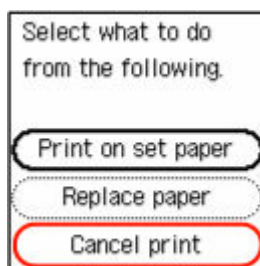 Select what to do
from the following.
Print on set paper
Replace paper
Cancel print